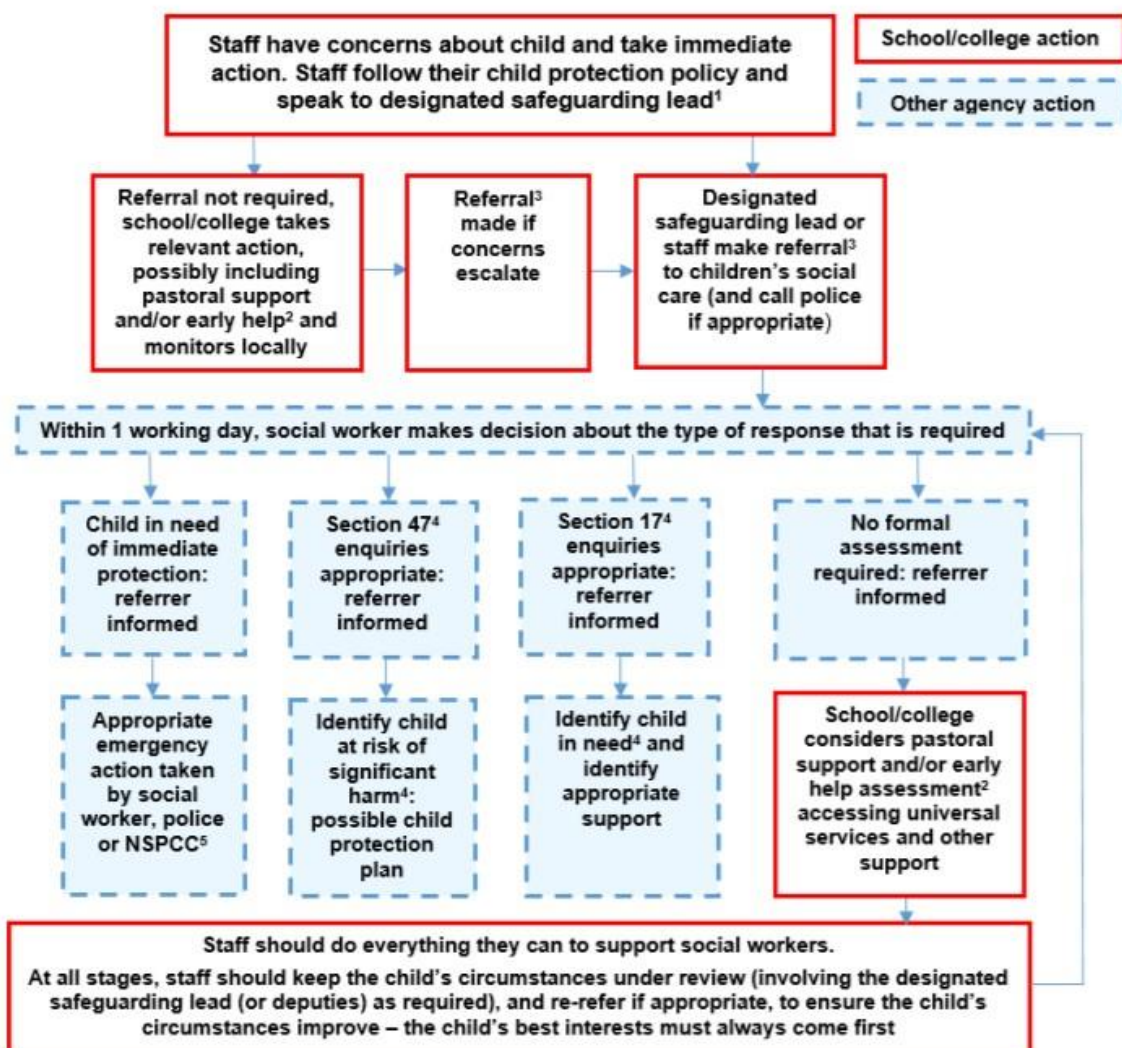 Staff have concerns about child and take immediate
action. Staff follow their child protection policy and
speak to designated safeguarding lead¹
School/college action
Other agency action
Referral not required,
school/college takes
relevant action,
possibly including
pastoral support
and/or early help² and
monitors locally
Referral³
made if
concerns
escalate
Designated
safeguarding lead or
staff make referral³
to children's social
care (and call police
if appropriate)
Within 1 working day, social worker makes decision about the type of response that is required
Child in need
of immediate
protection:
referrer
informed
Section 47⁴
enquiries
appropriate:
referrer
informed
Section 17⁴
enquiries
appropriate:
referrer
informed
No formal
assessment
required: referrer
informed
Appropriate
emergency
action taken
by social
worker, police
or NSPCC⁵
Identify child
at risk of
significant
harm⁴:
possible child
protection
plan
Identify child
in need⁴ and
identify
appropriate
support
School/college
considers pastoral
support and/or early
help assessment²
accessing universal
services and other
support
Staff should do everything they can to support social workers.
At all stages, staff should keep the child's circumstances under review (involving the designated
safeguarding lead (or deputies) as required), and re-refer if appropriate, to ensure the child's
circumstances improve – the child's best interests must always come first